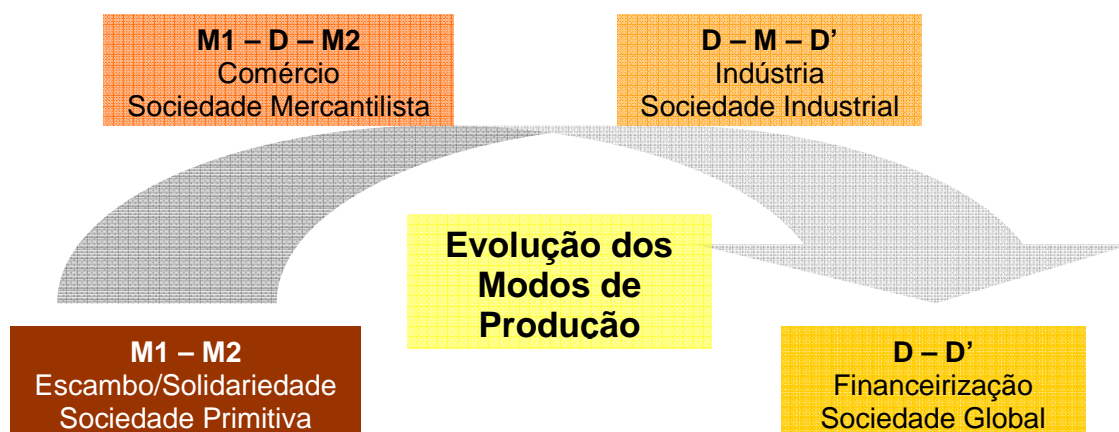 M1 – D – M2
Comércio
Sociedade Mercantilista
D – M – D’
Indústria
Sociedade Industrial
Evolução dos
Modos de
Produção
M1 – M2
Escambo/Solidariedade
Sociedade Primitiva
D – D’
Financeirização
Sociedade Global